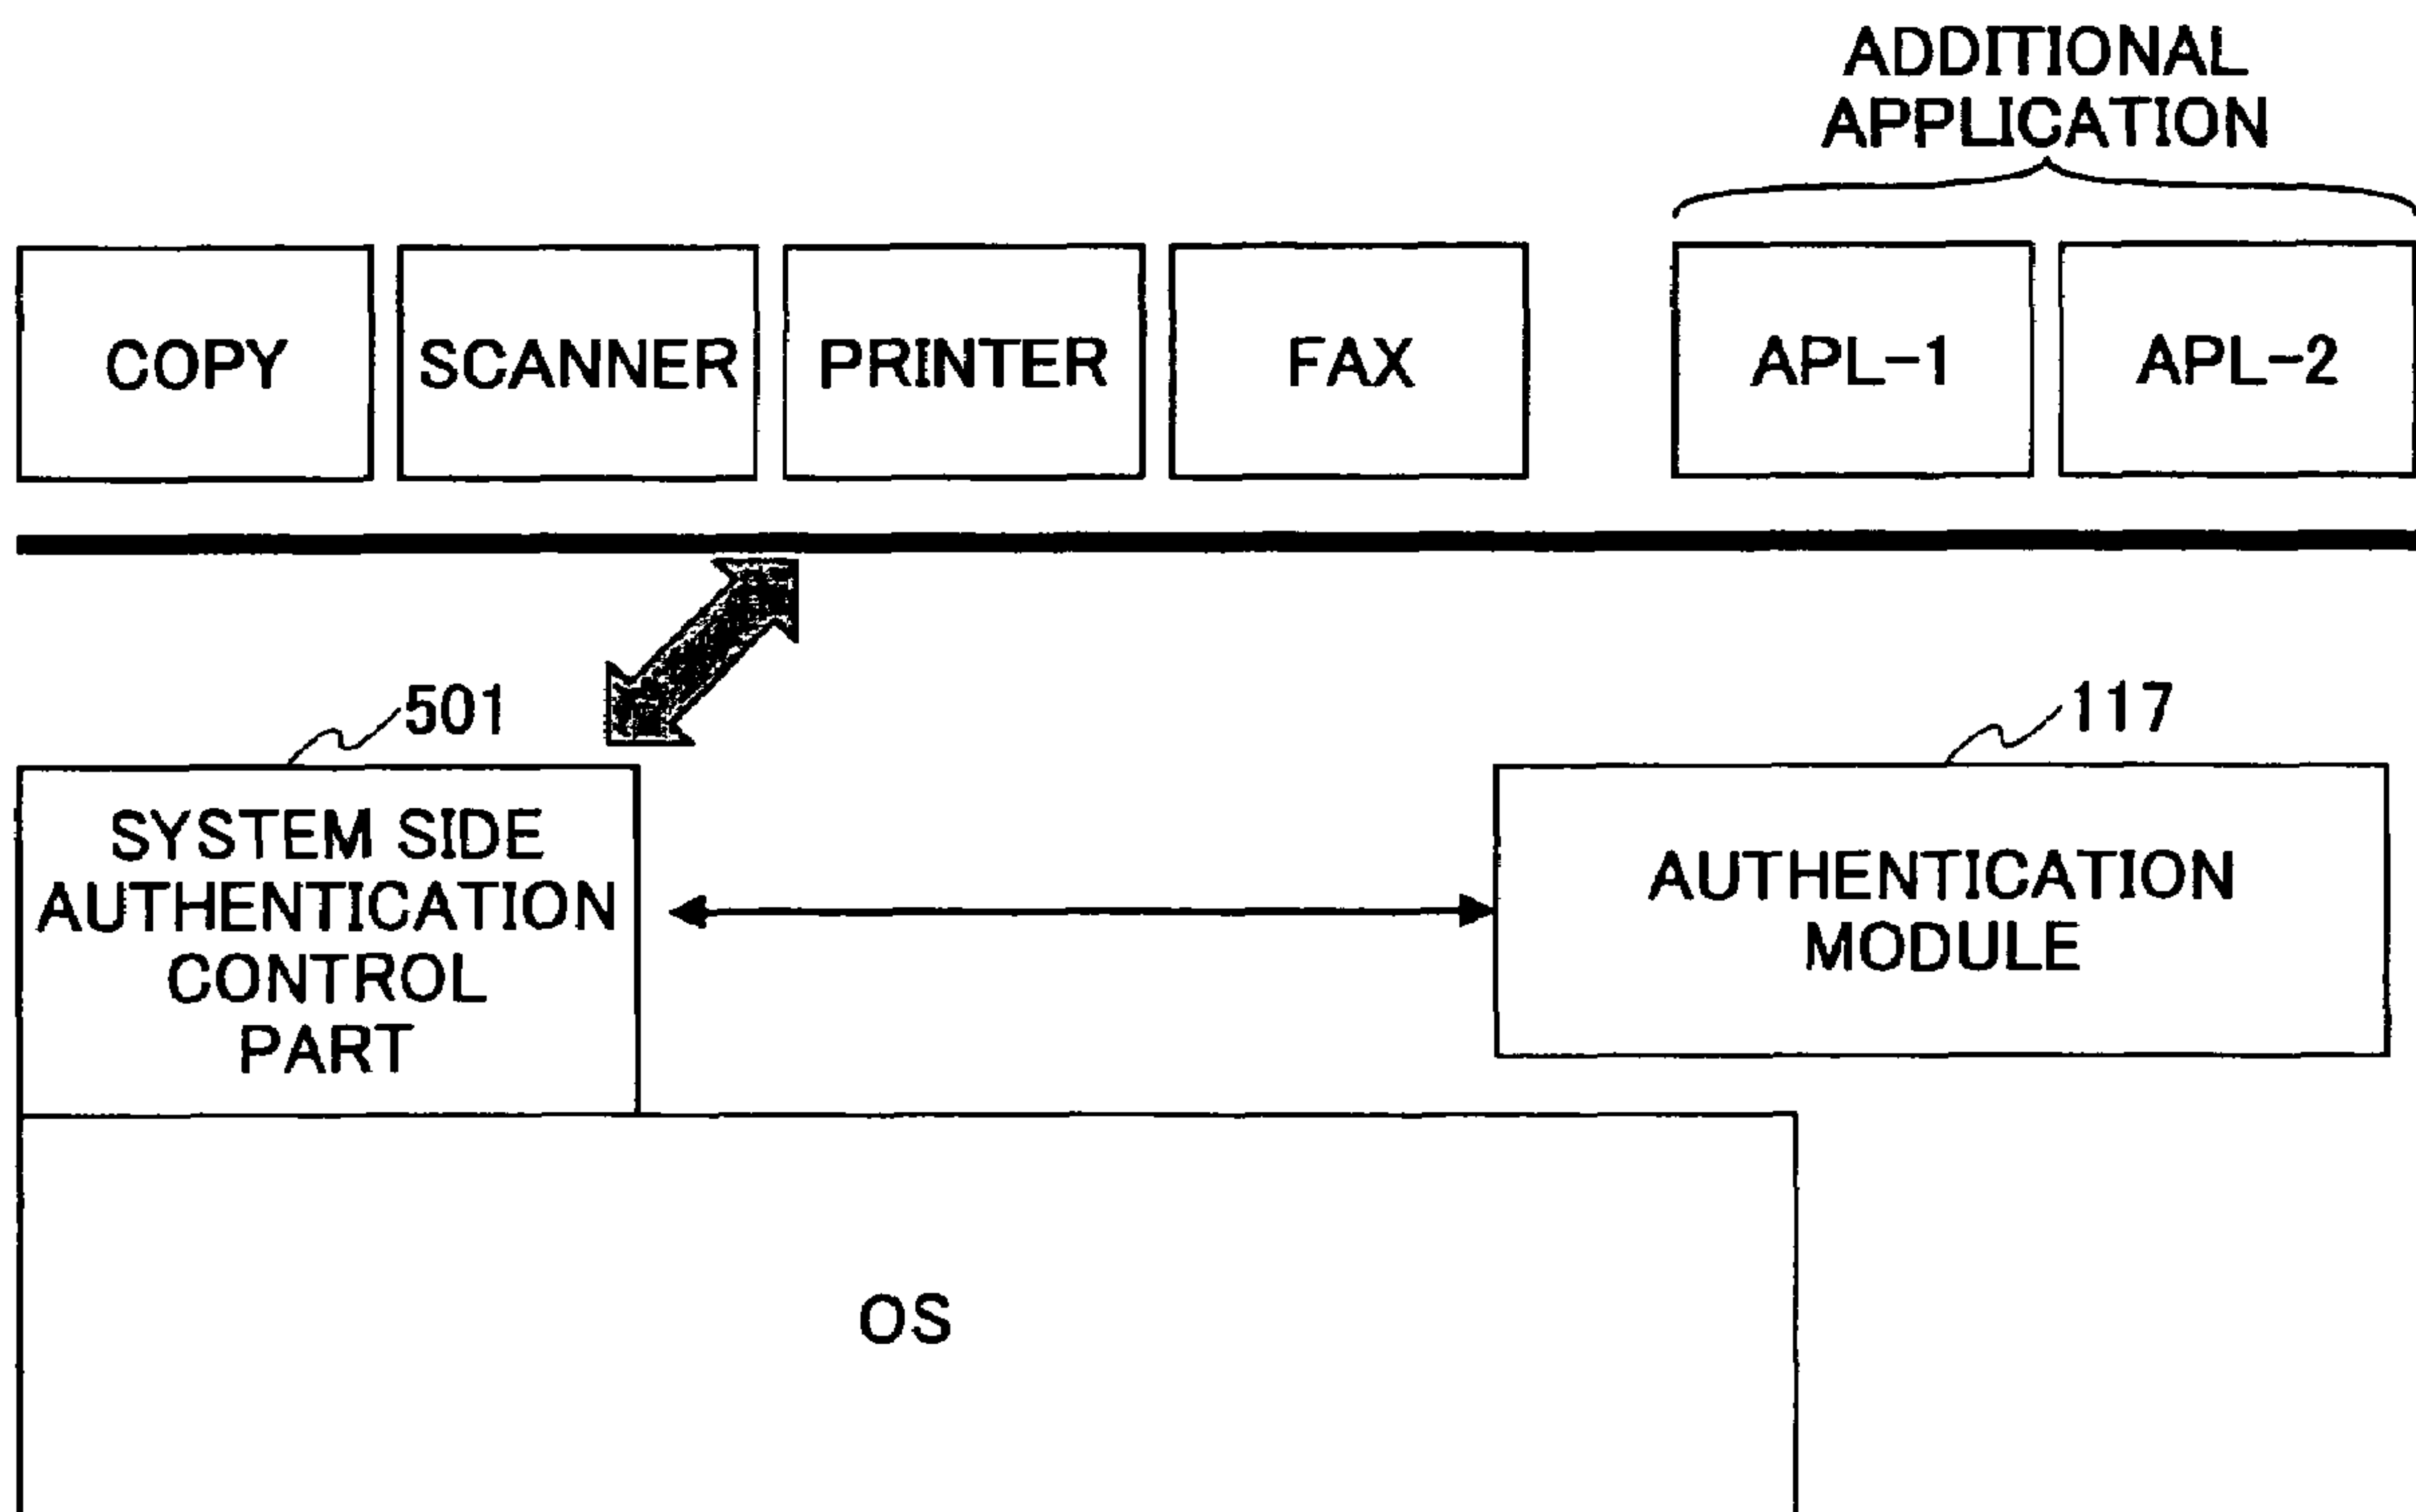 ADDITIONAL
APPLICATION
COPY
SCANNER
PRINTER
FAX
APL-1
APL-2
501
117
SYSTEM SIDE
AUTHENTICATION
CONTROL
PART
AUTHENTICATION
MODULE
OS